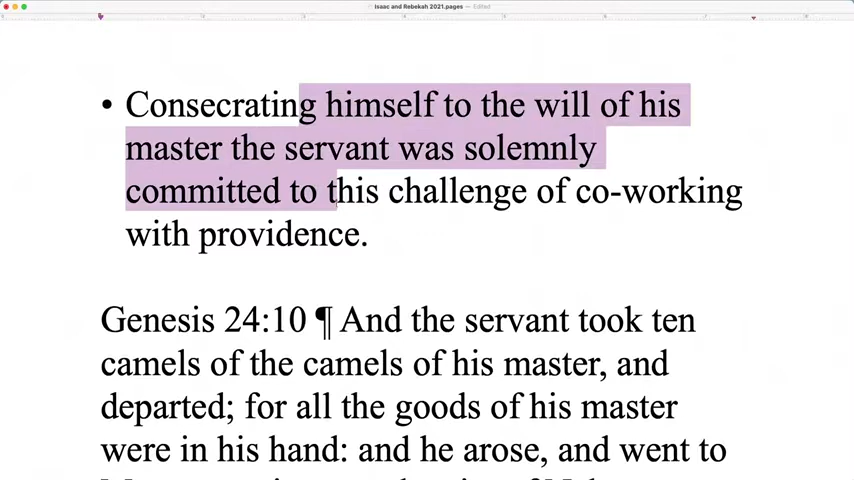 Isaac and Rebekah 2021.pages — Edited
• Consecrating himself to the will of his
master the servant was solemnly
committed to this challenge of co-working
with providence.
Genesis 24:10 ¶ And the servant took ten
camels of the camels of his master, and
departed; for all the goods of his master
were in his hand: and he arose, and went to